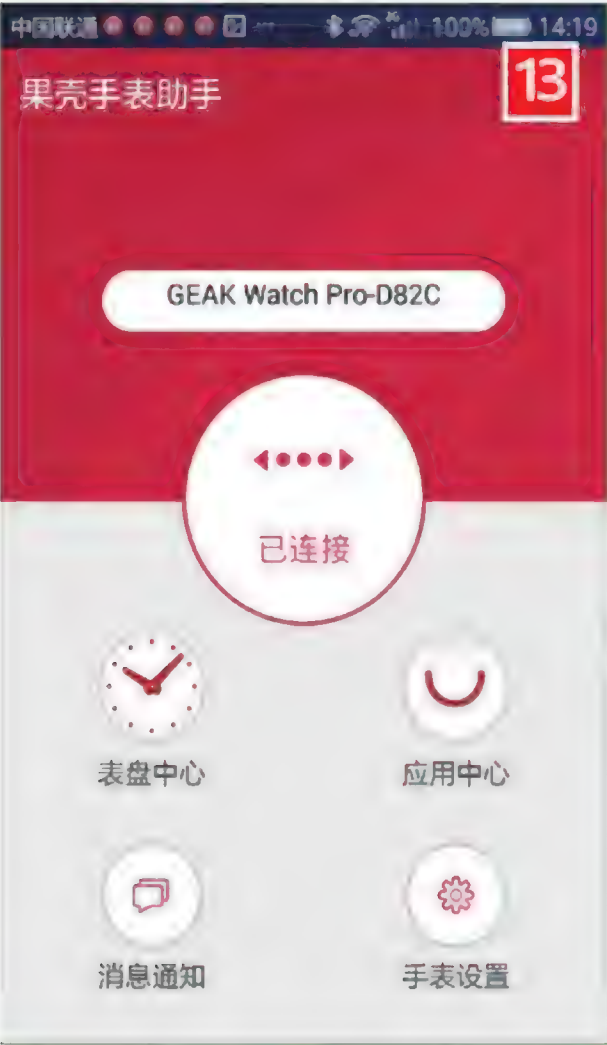 中国联通 100% 14:19
果壳手表助手
13
GEAK Watch Pro-D82C
已连接
表盘中心 应用中心
消息通知 手表设置